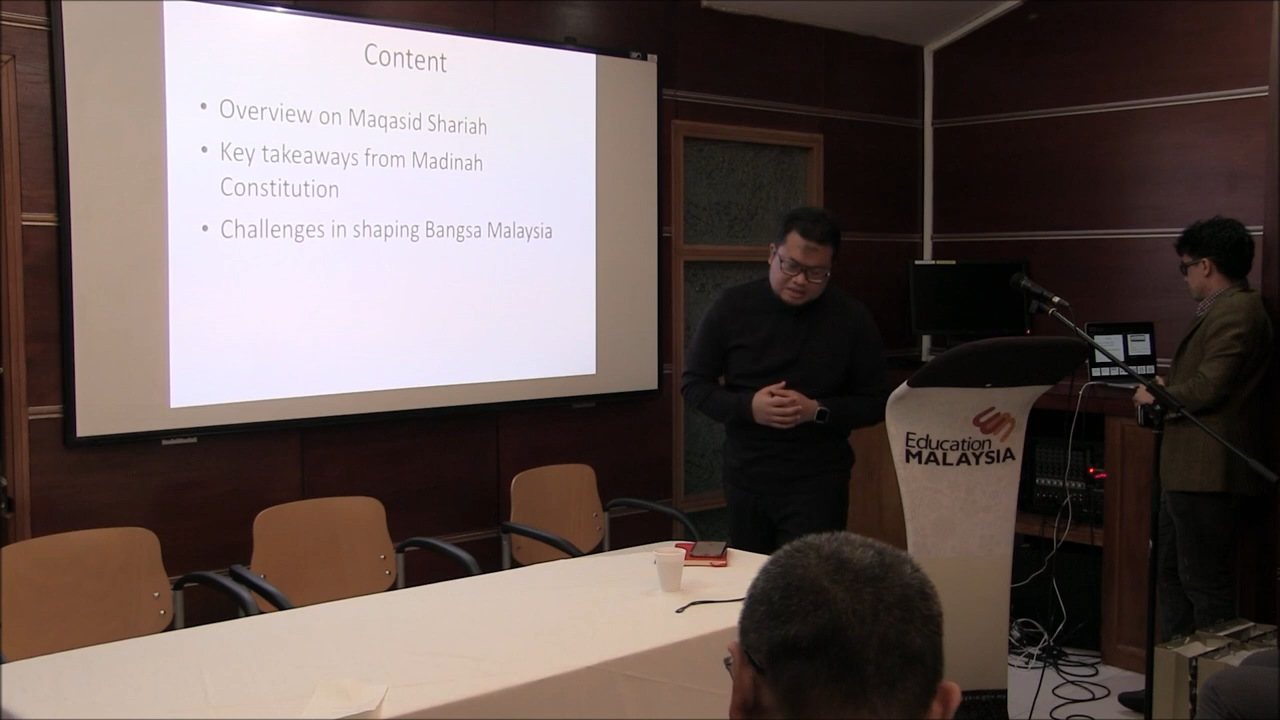 Content
• Overview on Maqasid Shariah
• Key takeaways from Madinah
Constitution
• Challenges in shaping Bangsa Malaysia
Education
MALAYSIA